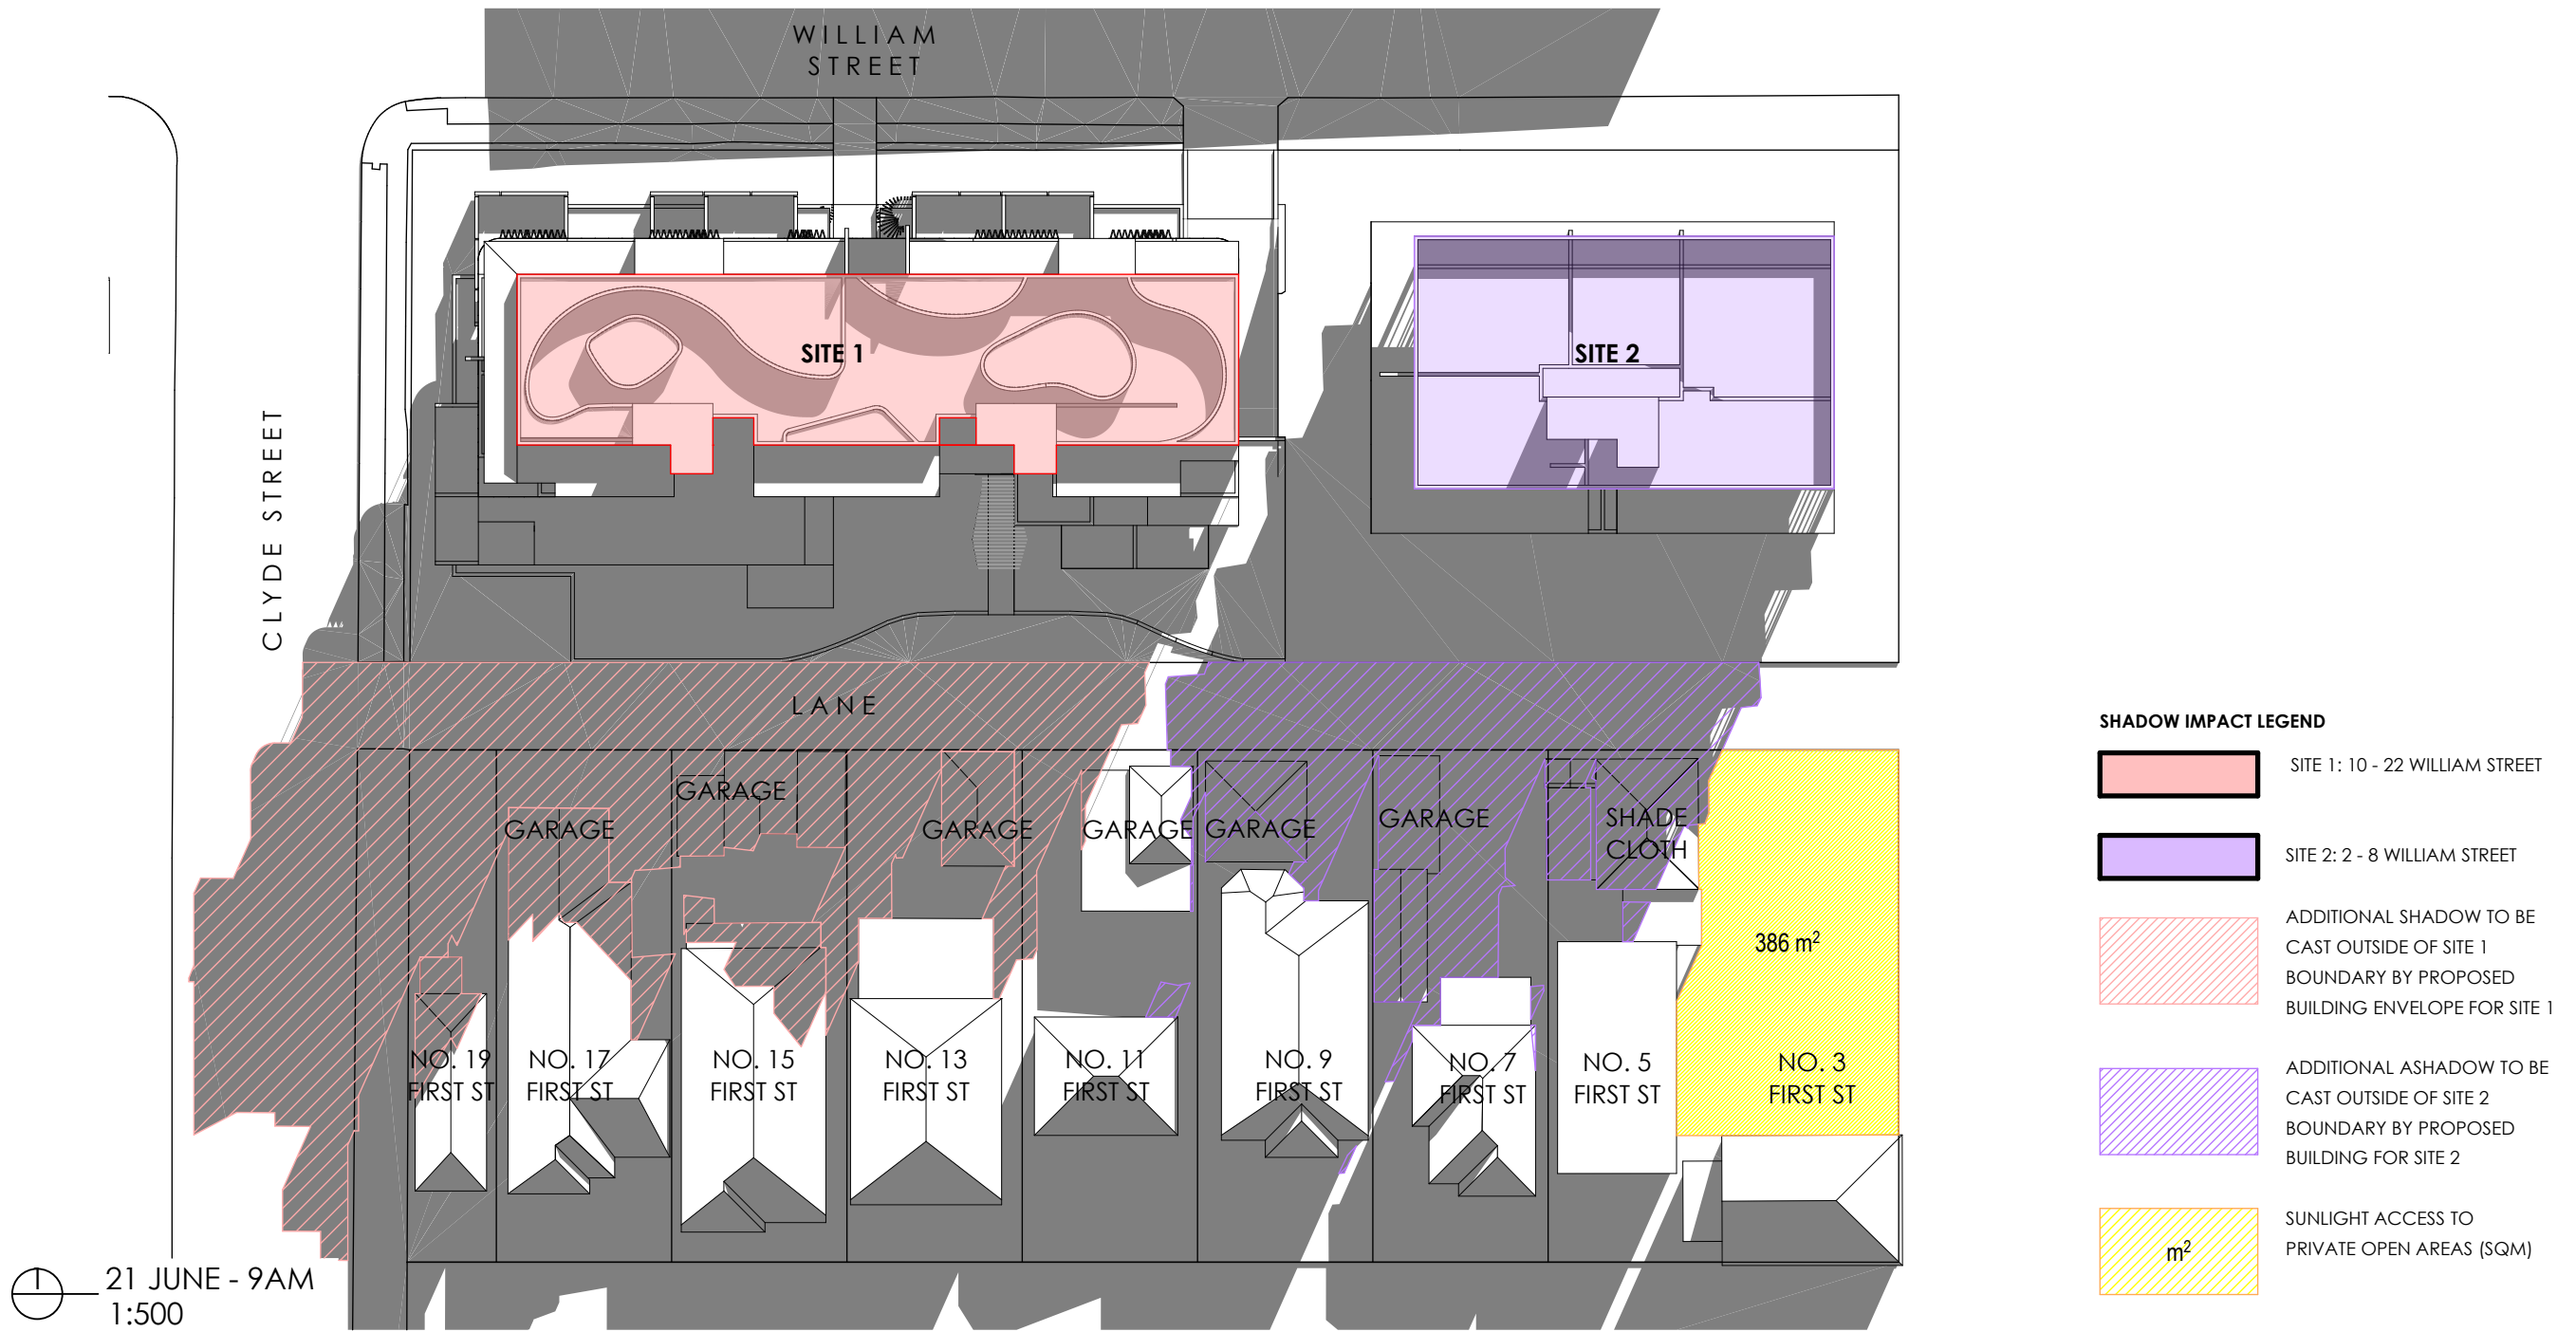 WILLIAM
STREET
SITE 1
SITE 2
CLYDE STREET
LANE
GARAGE
GARAGE
GARAGE
GARAGE
GARAGE
GARAGE
SHADE
CLOTH
386 m²
NO. 19
FIRST ST
NO. 17
FIRST ST
NO. 15
FIRST ST
NO. 13
FIRST ST
NO. 11
FIRST ST
NO. 9
FIRST ST
NO. 7
FIRST ST
NO. 5
FIRST ST
NO. 3
FIRST ST
21 JUNE - 9AM
1:500
SHADOW IMPACT LEGEND
SITE 1: 10 - 22 WILLIAM STREET
SITE 2: 2 - 8 WILLIAM STREET
ADDITIONAL SHADOW TO BE
CAST OUTSIDE OF SITE 1
BOUNDARY BY PROPOSED
BUILDING ENVELOPE FOR SITE 1
ADDITIONAL ASHADOW TO BE
CAST OUTSIDE OF SITE 2
BOUNDARY BY PROPOSED
BUILDING FOR SITE 2
m²
SUNLIGHT ACCESS TO
PRIVATE OPEN AREAS (SQM)